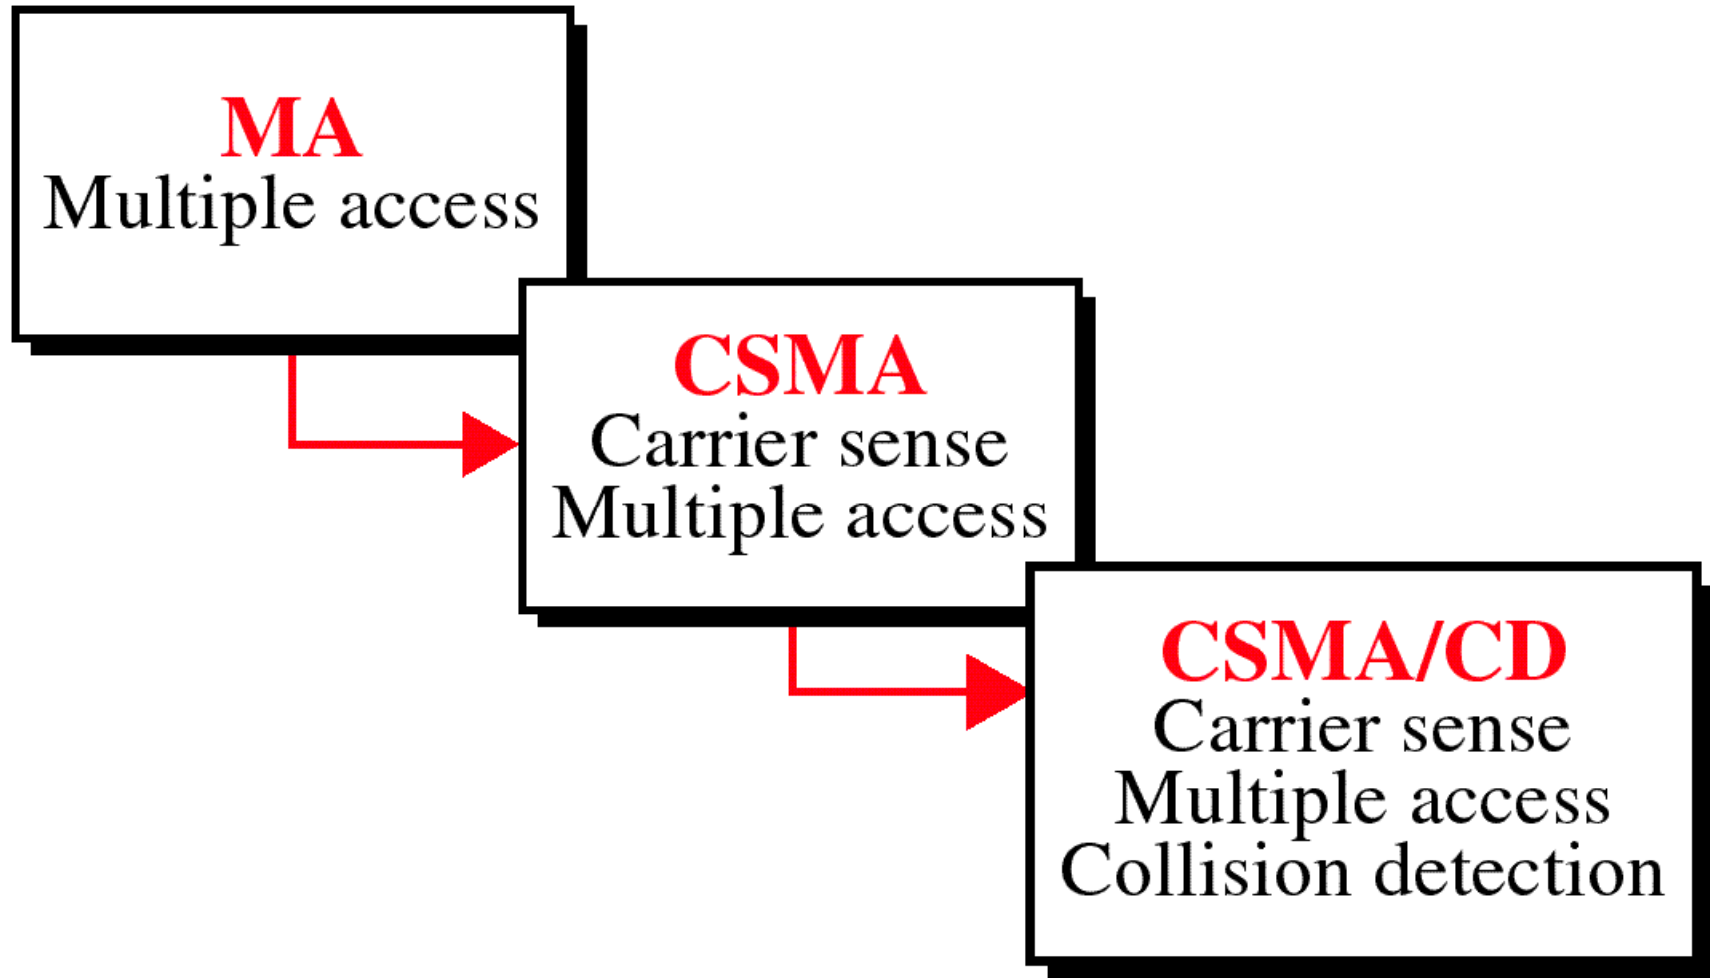 MA
Multiple access
CSMA
Carrier sense
Multiple access
CSMA/CD
Carrier sense
Multiple access
Collision detection